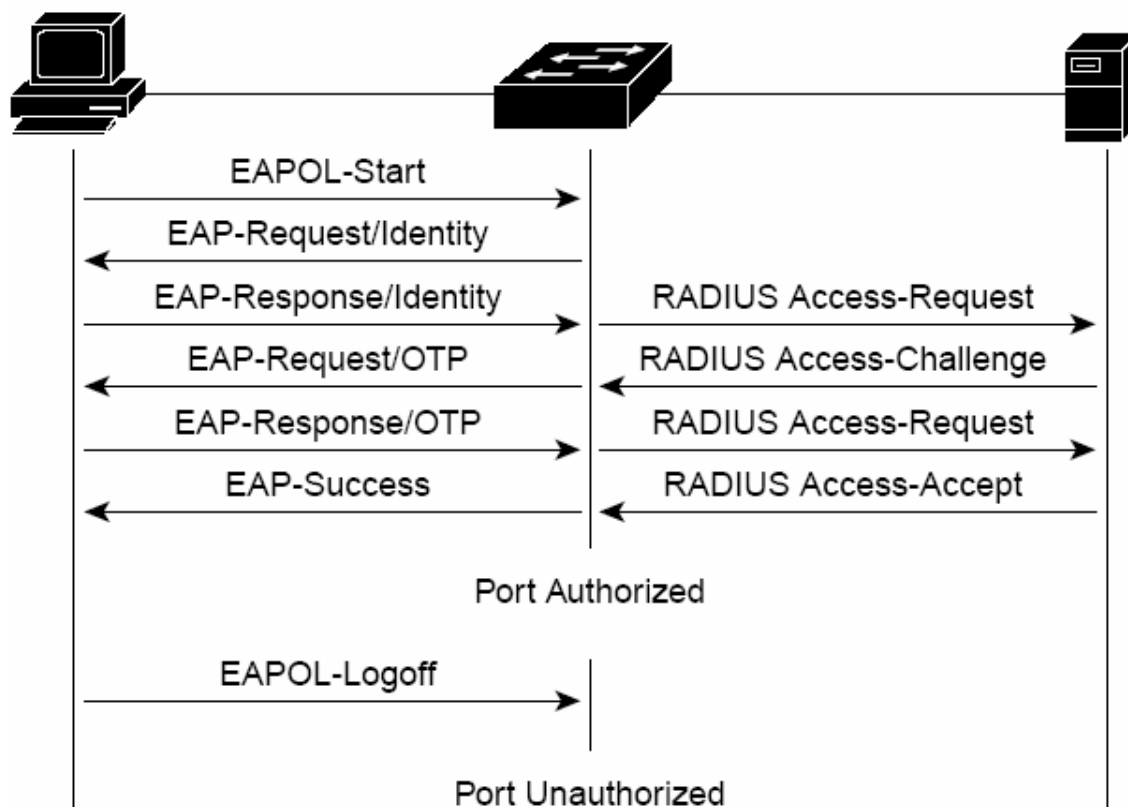 EAPOL-Start
EAP-Request/Identity
EAP-Response/Identity RADIUS Access-Request
EAP-Request/OTP RADIUS Access-Challenge
EAP-Response/OTP RADIUS Access-Request
EAP-Success RADIUS Access-Accept
Port Authorized
EAPOL-Logoff
Port Unauthorized